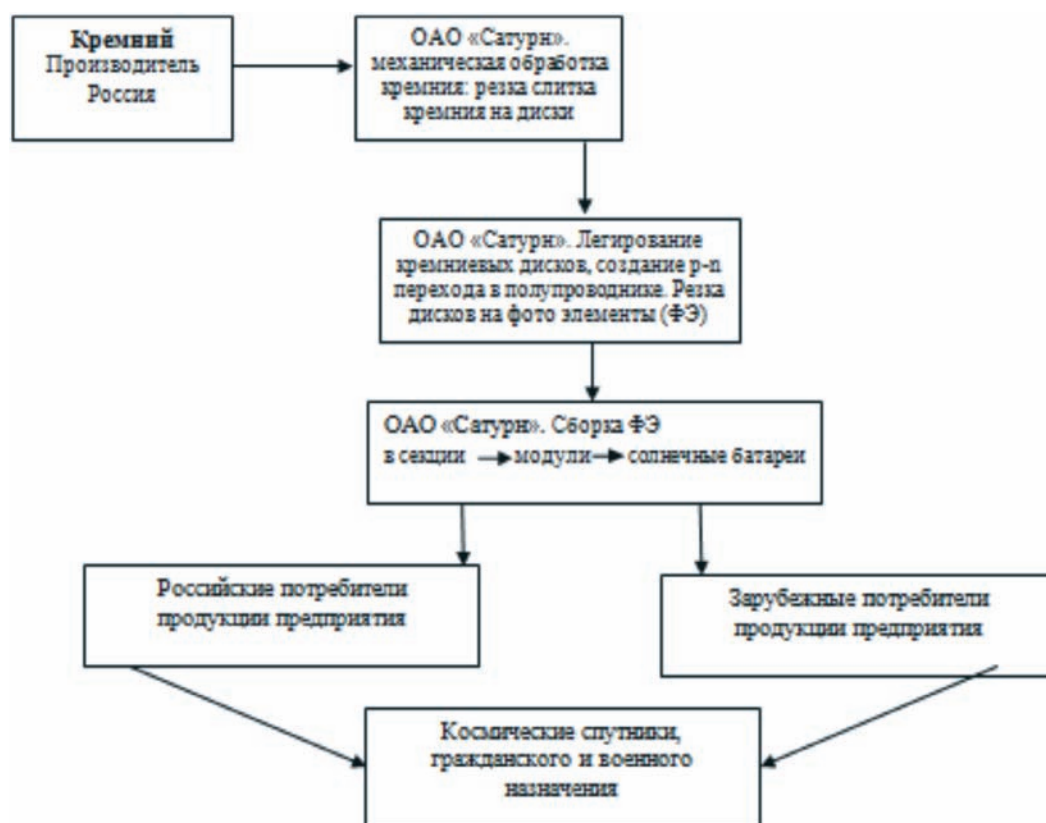 Кремний
Производитель
Россия
ОАО «Сатурн».
механическая обработка
кремния: резка слитка
кремния на диски
ОАО «Сатурн». Легирование
кремниевых дисков, создание p-n
перехода в полупроводнике. Резка
дисков на фото элементы (ФЭ)
ОАО «Сатурн». Сборка ФЭ
в секции модули солнечные батареи
Российские потребители
продукции предприятия
Зарубежные потребители
продукции предприятия
Космические спутники,
гражданского и военного
назначения